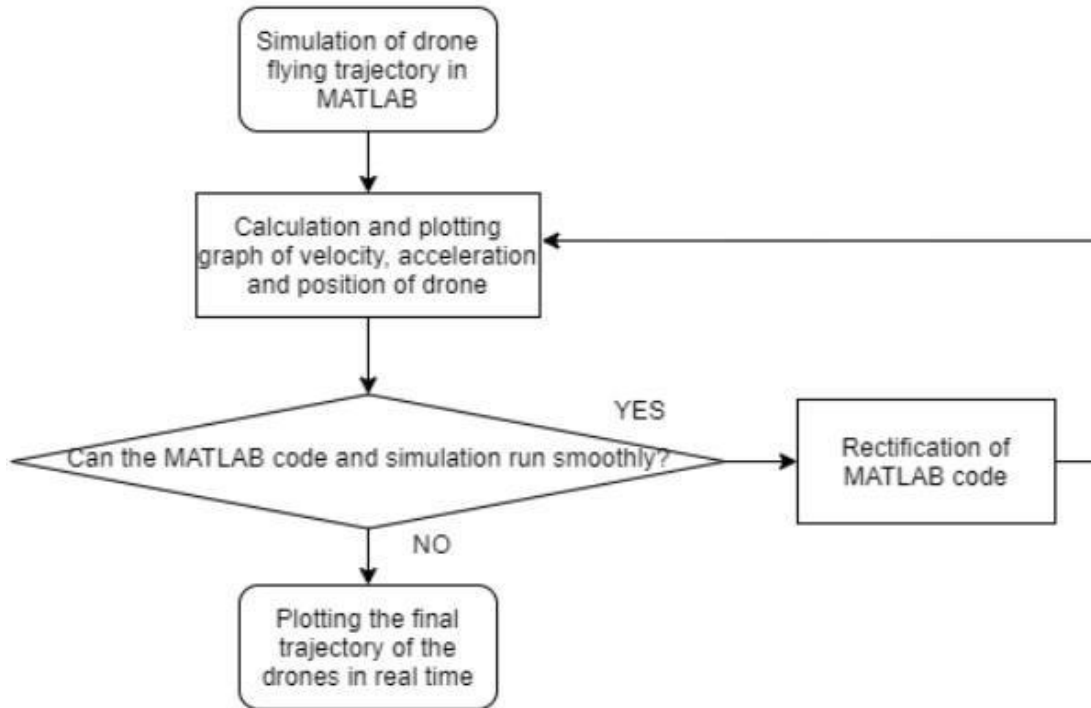 Simulation of drone
flying trajectory in
MATLAB
Calculation and plotting
graph of velocity, acceleration
and position of drone
YES
Can the MATLAB code and simulation run smoothly?
Rectification of
MATLAB code
NO
Plotting the final
trajectory of the
drones in real time